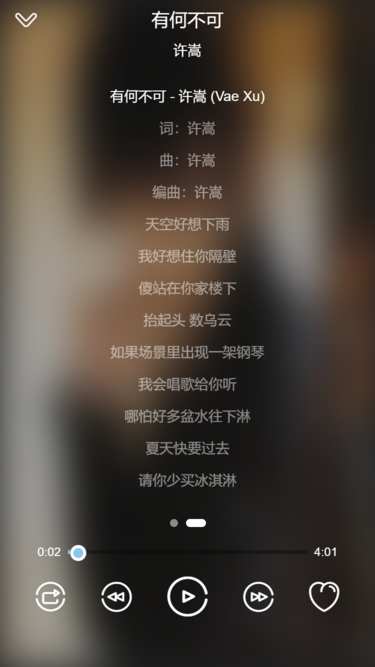 有何不可
许嵩
有何不可 - 许嵩 (Vae Xu)
词：许嵩
曲：许嵩
编曲：许嵩
天空好想下雨
我好想住你隔壁
傻站在你家楼下
抬起头 数乌云
如果场景里出现一架钢琴
我会唱歌给你听
哪怕好多盆水往下淋
夏天快要过去
请你少买冰淇淋
0:02
4:01